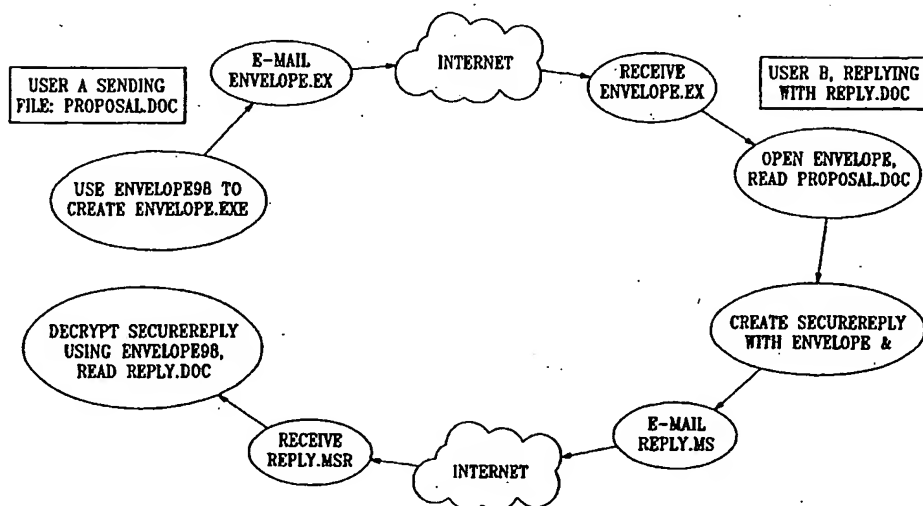 USER A SENDING
FILE: PROPOSAL.DOC
E-MAIL
ENVELOPE.EX
INTERNET
RECEIVE
ENVELOPE.EX
USER B, REPLYING
WITH REPLY.DOC
USE ENVELOPE98 TO
CREATE ENVELOPE.EXE
OPEN ENVELOPE,
READ PROPOSAL.DOC
DECRYPT SECUREREPLY
USING ENVELOPE98,
READ REPLY.DOC
CREATE SECUREREPLY
WITH ENVELOPE &
RECEIVE
REPLY.MSR
INTERNET
E-MAIL
REPLY.MS